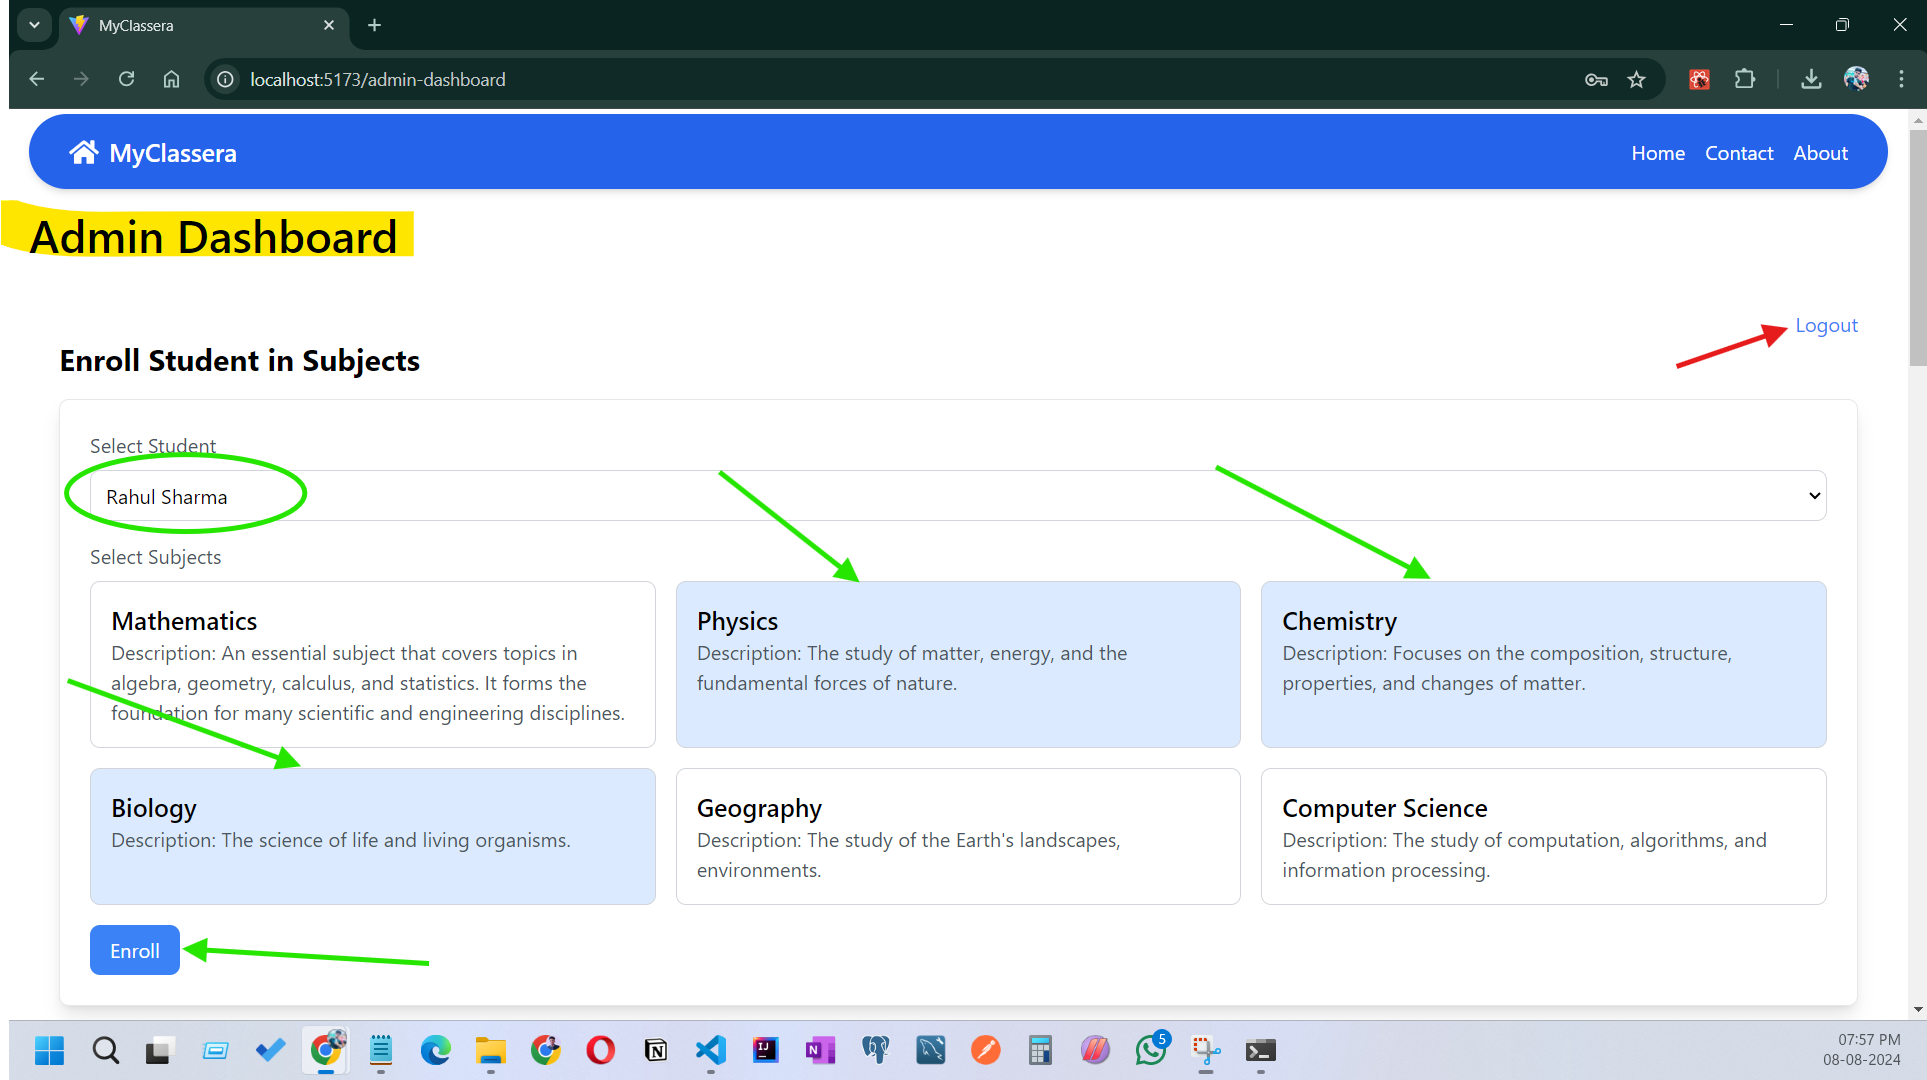 MyClassera
localhost:5173/admin-dashboard
MyClassera
Home Contact About
Admin Dashboard
Logout
Enroll Student in Subjects
Select Student
Rahul Sharma
Select Subjects
Mathematics
Description: An essential subject that covers topics in
algebra, geometry, calculus, and statistics. It forms the
foundation for many scientific and engineering disciplines.
Physics
Description: The study of matter, energy, and the
fundamental forces of nature.
Chemistry
Description: Focuses on the composition, structure,
properties, and changes of matter.
Biology
Description: The science of life and living organisms.
Geography
Description: The study of the Earth's landscapes,
environments.
Computer Science
Description: The study of computation, algorithms, and
information processing.
Enroll
IJ
N
N
5
07:57 PM
08-08-2024